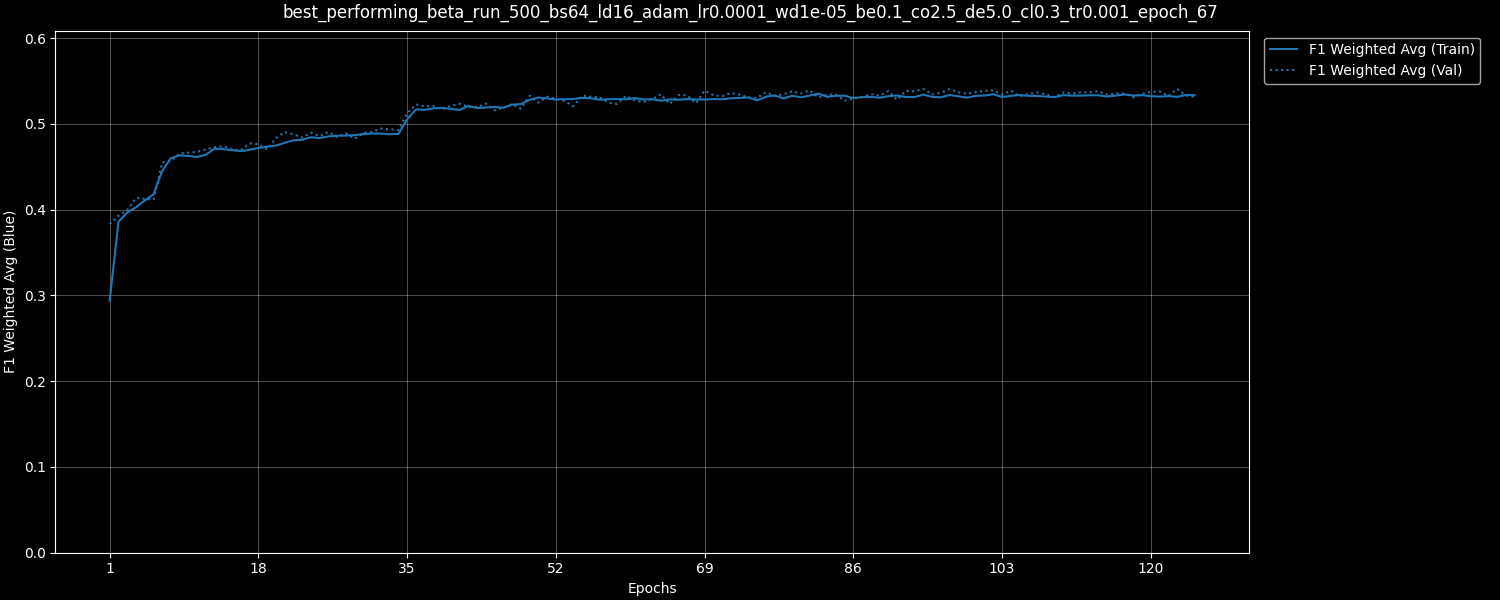 best_performing_beta_run_500_bs64_ld16_adam_lr0.0001_wd1e-05_be0.1_co2.5_de5.0_cl0.3_tr0.001_epoch_67
F1 Weighted Avg (Train)
F1 Weighted Avg (Val)
F1 Weighted Avg (Blue)
0.6
0.5
0.4
0.3
0.2
0.1
0.0
1 18 35 52 69 86 103 120
Epochs